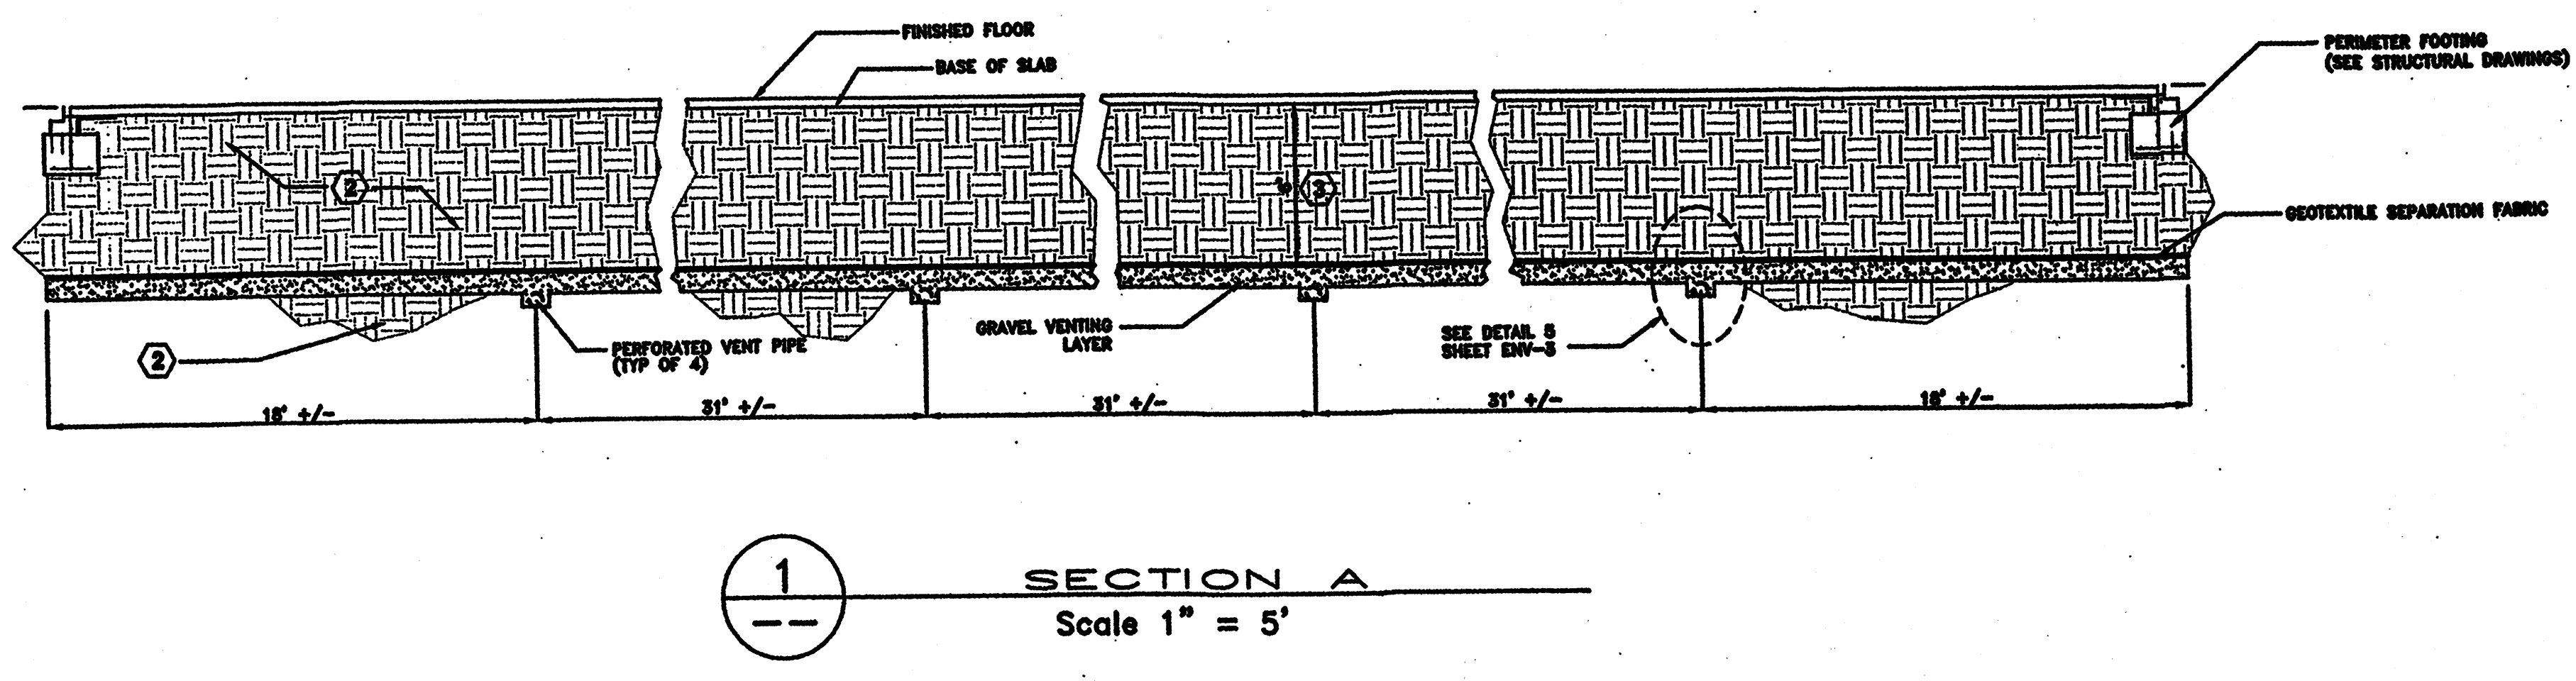 FINISHED FLOOR
BASE OF SLAB
PERIMETER FOOTING
(SEE STRUCTURAL DRAWINGS)
2
3
GEOTEXTILE SEPARATION FABRIC
GRAVEL VENTING
LAYER
SEE DETAIL 5
SHEET ENV-3
2
PERFORATED VENT PIPE
(TYP OF 4)
31' +/-
31' +/-
31' +/-
1
SECTION A
-- Scale 1" = 5'